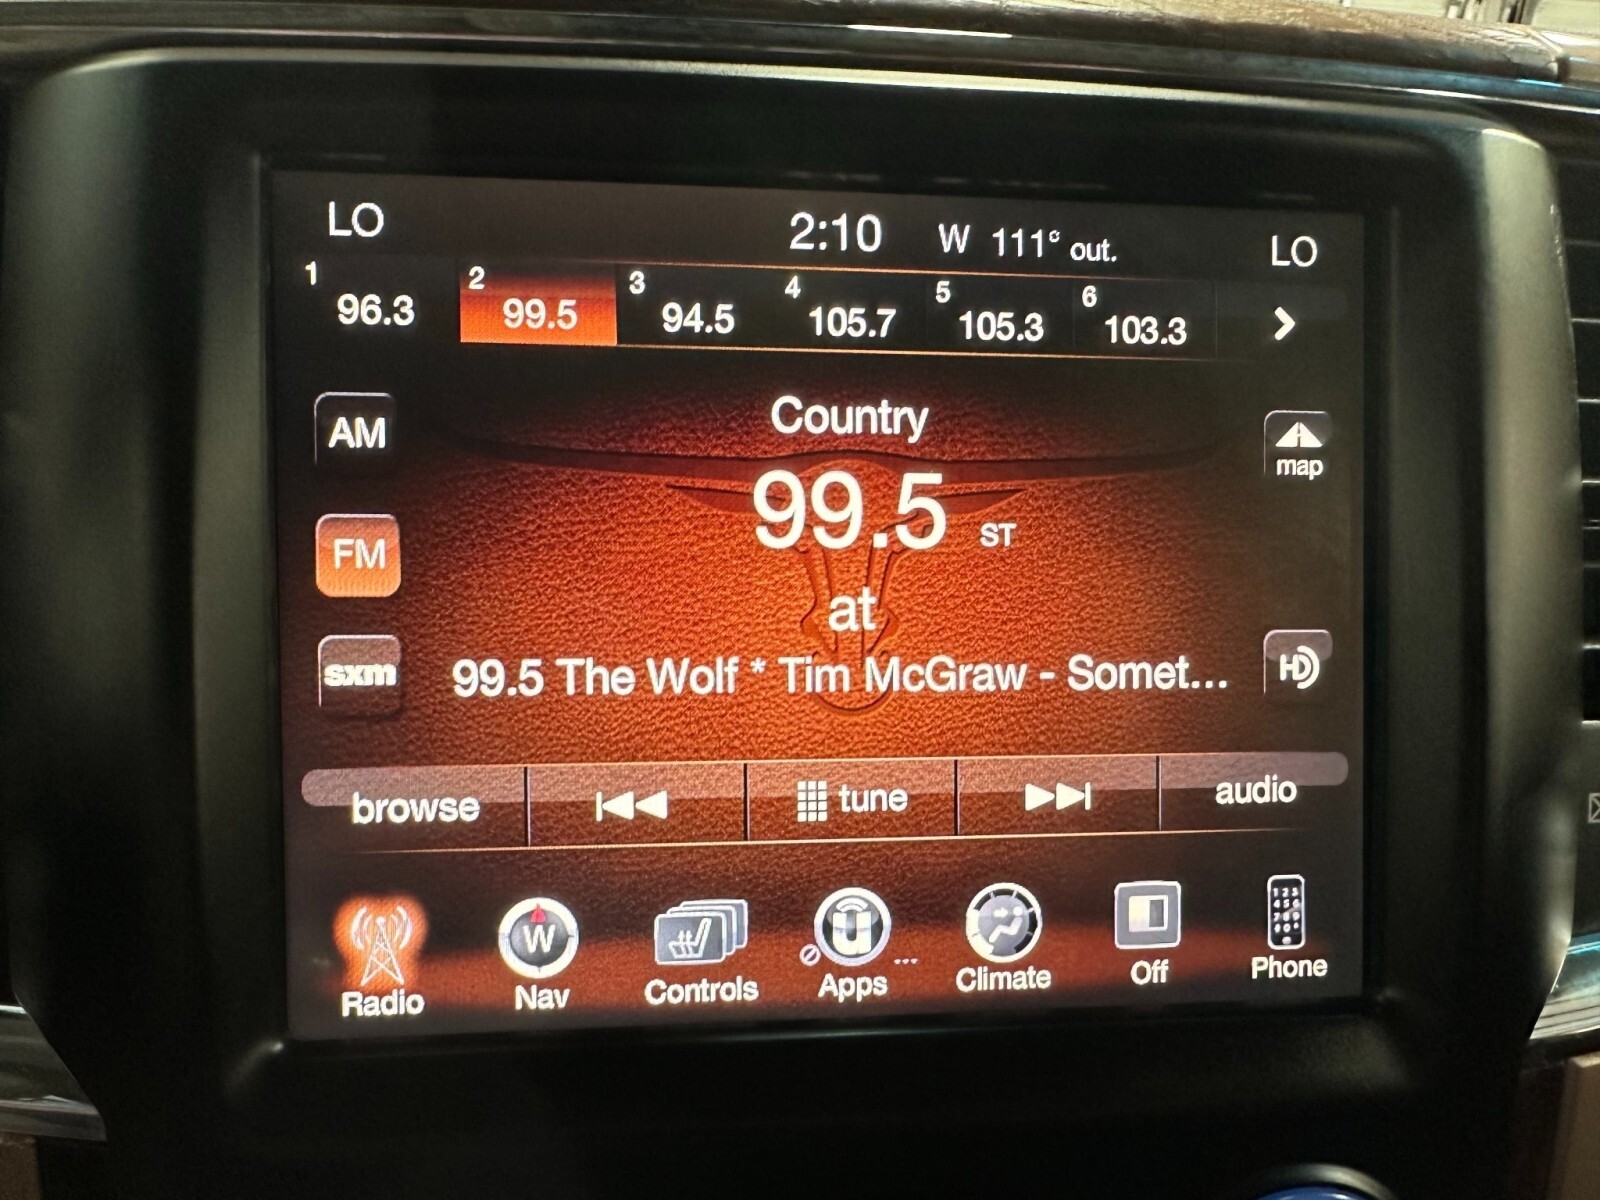 LO 2:10 W 111° out. LO
1 96.3 2 99.5 3 94.5 4 105.7 5 105.3 6 103.3
AM
Country
map
99.5 ST
FM
at
sxm
99.5 The Wolf * Tim McGraw - Somet...
HD
browse tune audio
W
Radio Nav Controls Apps Climate Off Phone